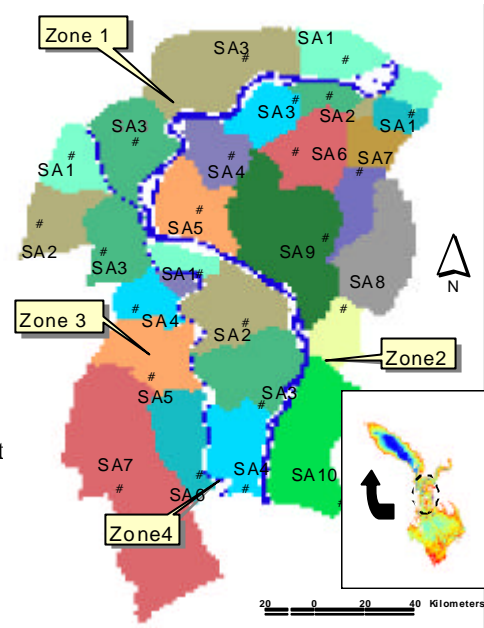 Zone 1
SA3
SA1
SA3
SA3
SA2
SA1
SA1
SA4
SA6
SA7
SA2
SA5
SA3
SA9
SA8
SA1
N
SA4
SA2
Zone 3
Zone2
SA5
SA3
SA7
SA6
SA4
SA10
Zone4
t
20 0 20 40 Kilometers